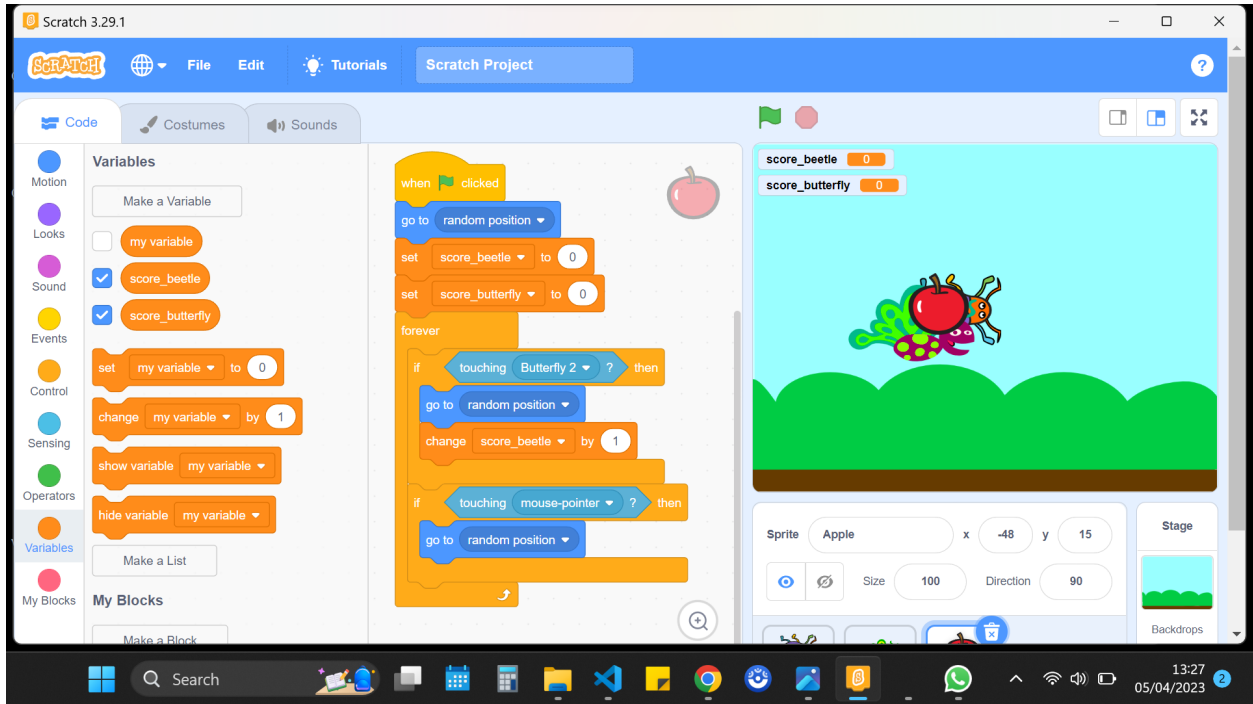 Scratch 3.29.1
SCRATCH File Edit Tutorials Scratch Project ?
Code Costumes Sounds
Motion
Looks
Sound
Events
Control
Sensing
Operators
Variables
My Blocks
Variables
Make a Variable
my variable
score_beetle
score_butterfly
set my variable to 0
change my variable by 1
show variable my variable
hide variable my variable
Make a List
My Blocks
Make a Block
when clicked
go to random position
set score_beetle to 0
set score_butterfly to 0
forever
if touching Butterfly 2 ? then
go to random position
change score_beetle by 1
if touching mouse-pointer ? then
go to random position
score_beetle 0
score_butterfly 0
Sprite Apple x -48 y 15
Size 100 Direction 90
Stage
Backdrops
Search
13:27
05/04/2023 2